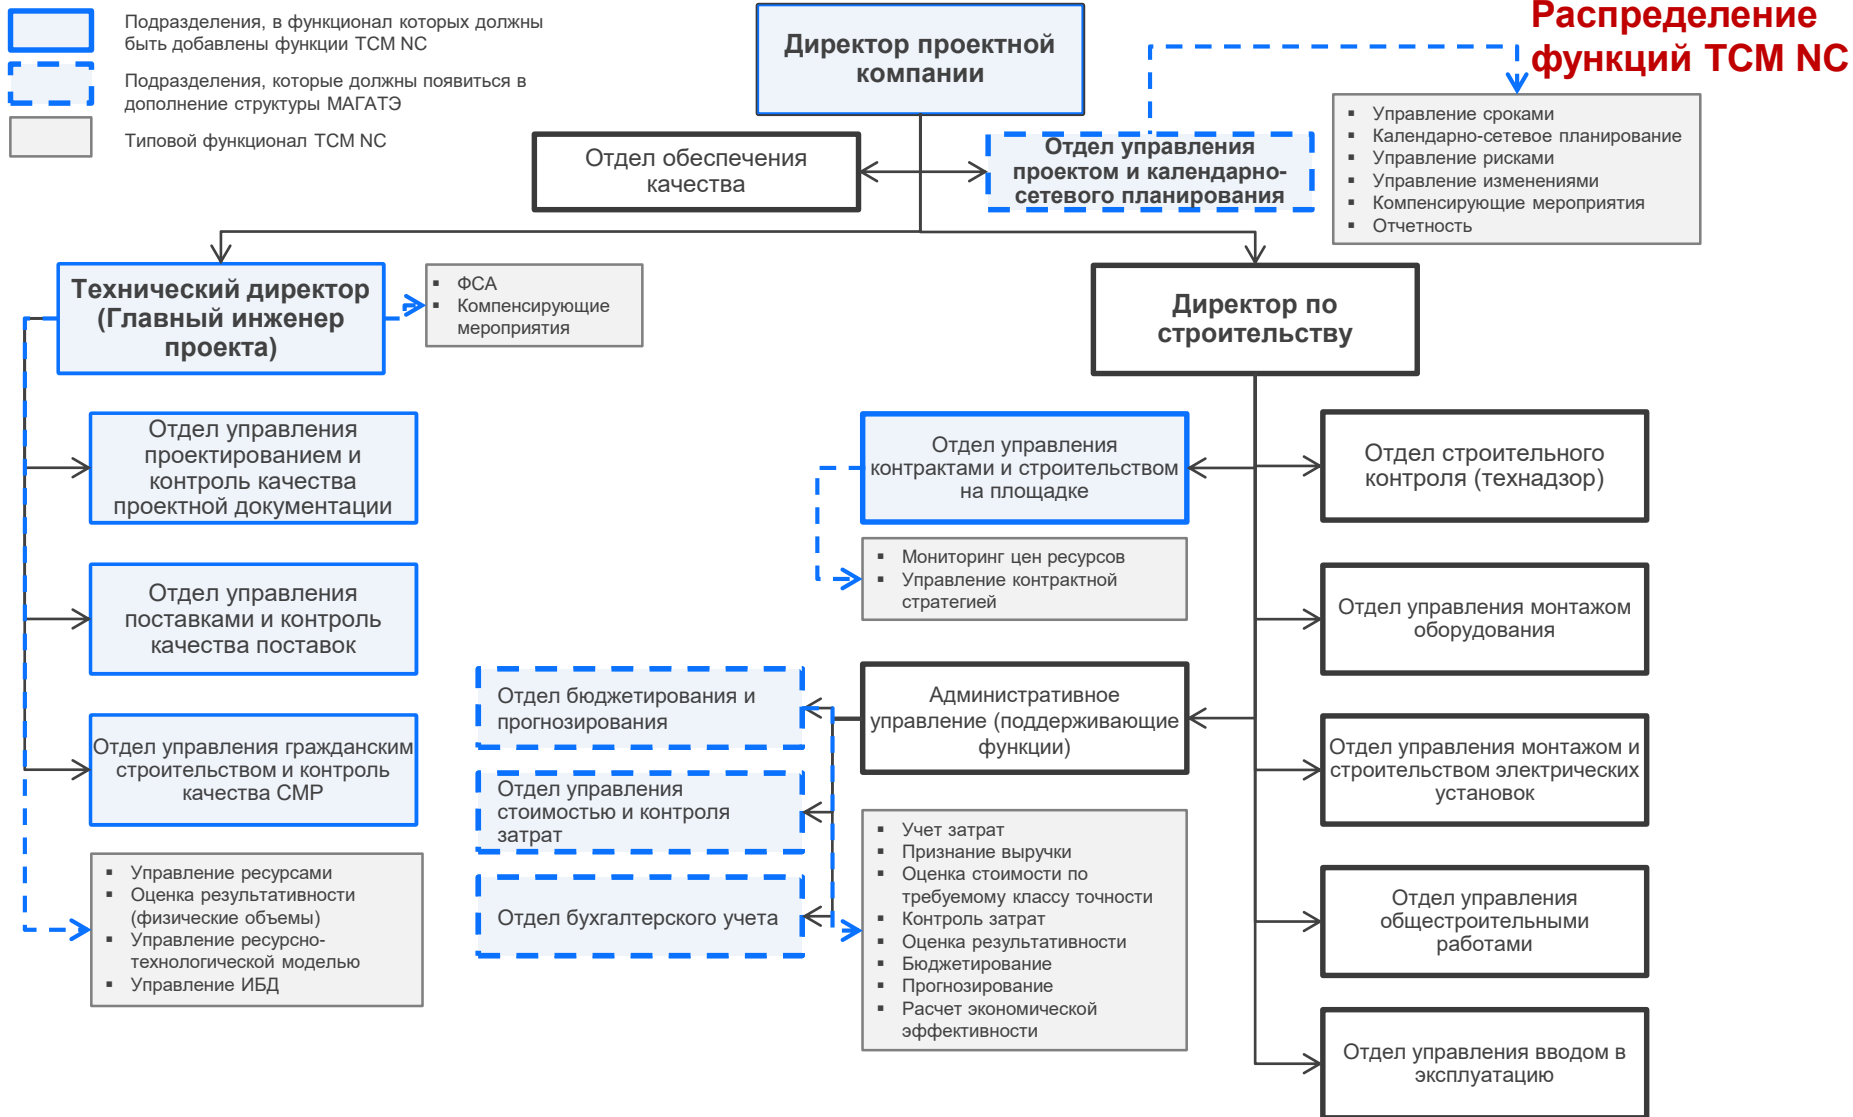 Подразделения, в функционал которых должны
быть добавлены функции TCM NC
Подразделения, которые должны появиться в
дополнение структуры МАГАТЭ
Типовой функционал TCM NC
Распределение
функций TCM NC
Директор проектной
компании
Отдел обеспечения
качества
Отдел управления
проектом и календарно-
сетевого планирования
▪ Управление сроками
▪ Календарно-сетевое планирование
▪ Управление рисками
▪ Управление изменениями
▪ Компенсирующие мероприятия
▪ Отчетность
Технический директор
(Главный инженер
проекта)
▪ ФСА
▪ Компенсирующие
мероприятия
Директор по
строительству
Отдел управления
проектированием и
контроль качества
проектной документации
Отдел управления
поставками и контроль
качества поставок
Отдел управления гражданским
строительством и контроль
качества СМР
▪ Управление ресурсами
▪ Оценка результативности
(физические объемы)
▪ Управление ресурсно-
технологической моделью
▪ Управление ИБД
Отдел управления
контрактами и строительством
на площадке
▪ Мониторинг цен ресурсов
▪ Управление контрактной
стратегией
Административное
управление (поддерживающие
функции)
Отдел бюджетирования и
прогнозирования
Отдел управления
стоимостью и контроля
затрат
Отдел бухгалтерского учета
▪ Учет затрат
▪ Признание выручки
▪ Оценка стоимости по
требуемому классу точности
▪ Контроль затрат
▪ Оценка результативности
▪ Бюджетирование
▪ Прогнозирование
▪ Расчет экономической
эффективности
Отдел строительного
контроля (технадзор)
Отдел управления монтажом
оборудования
Отдел управления монтажом и
строительством электрических
установок
Отдел управления
общестроительными
работами
Отдел управления вводом в
эксплуатацию